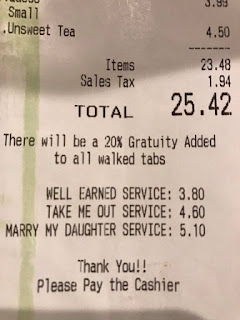 3.99
Small
.Unsweet Tea 4.50
--------
Items 23.48
Sales Tax 1.94
TOTAL 25.42
There will be a 20% Gratuity Added
to all walked tabs
WELL EARNED SERVICE: 3.80
TAKE ME OUT SERVICE: 4.60
MARRY MY DAUGHTER SERVICE: 5.10
Thank You!!
Please Pay the Cashier